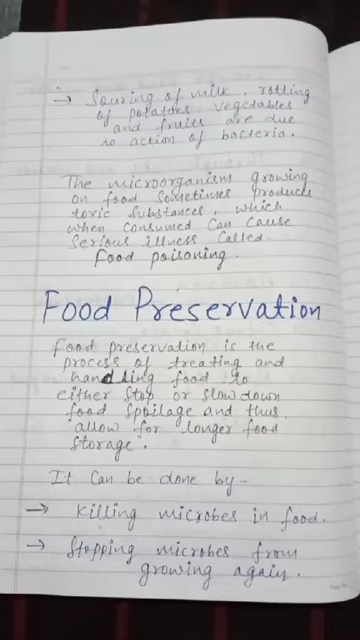 → Souring of milk, rotting
of potatoes, vegetables
and fruits are due
to action of bacteria.
The microorganism growing
on food sometimes produces
toxic substances, which
when consumed can cause
serious illness called
food poisoning.
Food Preservation
Food preservation is the
process of treating and
handling food to
either stop or slow down
food spoilage and thus
allow for longer food
storage.
It can be done by -
→ Killing microbes in food.
→ Stopping microbes from
growing again.